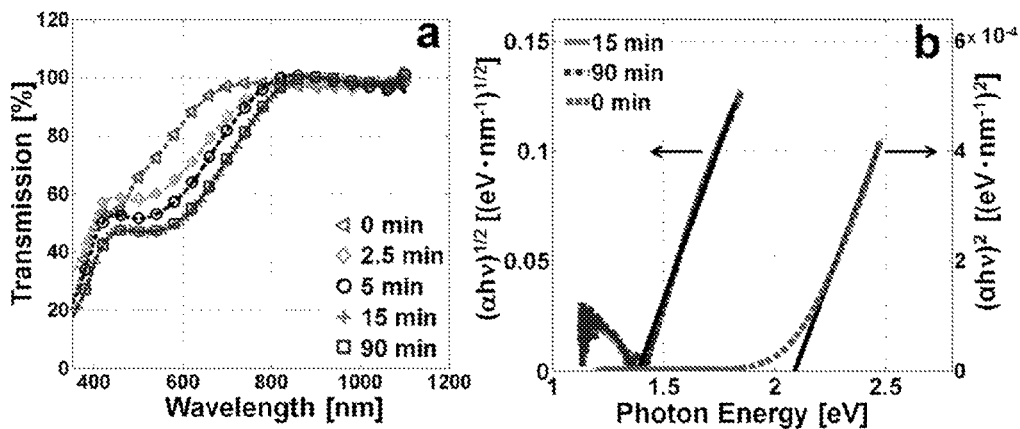 a
Transmission [%]
120
100
80
60
40
20
0
400 600 800 1000 1200
Wavelength [nm]
0 min
2.5 min
5 min
15 min
90 min
b
(αhν)^1/2 [(eV·nm^-1)^1/2]
0.15
0.1
0.05
0
15 min
90 min
0 min
6× 10^-4
4
2
0
(αhν)^2 [(eV·nm^-1)^2]
1 1.5 2 2.5
Photon Energy [eV]